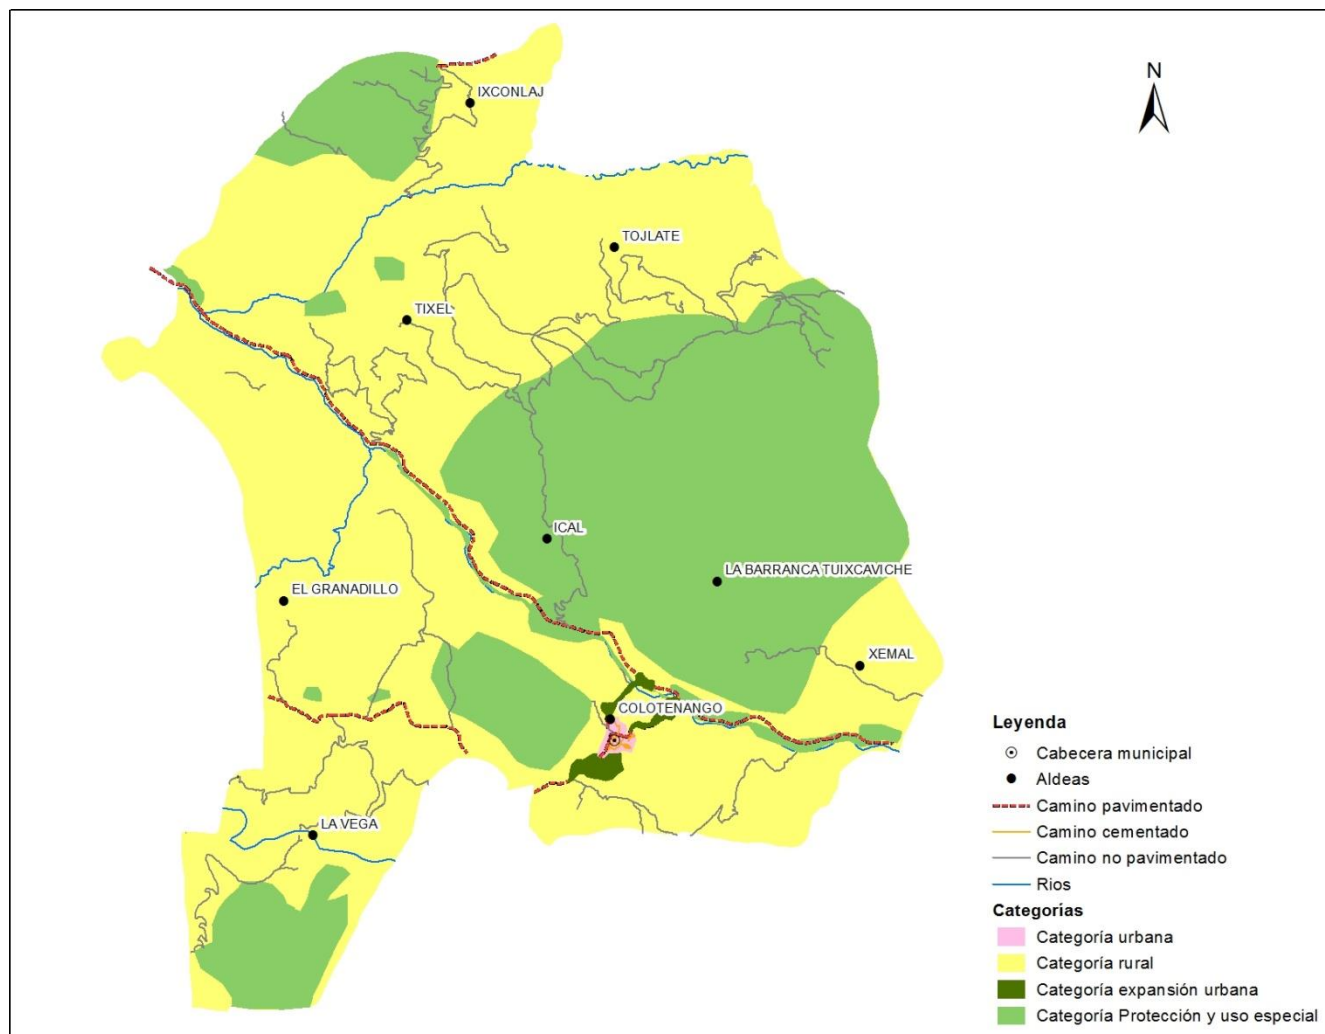 N
IXCONLAJ
TOJLATE
TIXEL
ICAL
LA BARRANCA TUIXCAVICHE
EL GRANADILLO
XEMAL
COLOTENANGO
LA VEGA
Leyenda
Cabecera municipal
Aldeas
Camino pavimentado
Camino cementado
Camino no pavimentado
Rios
Categorías
Categoría urbana
Categoría rural
Categoría expansión urbana
Categoría Protección y uso especial